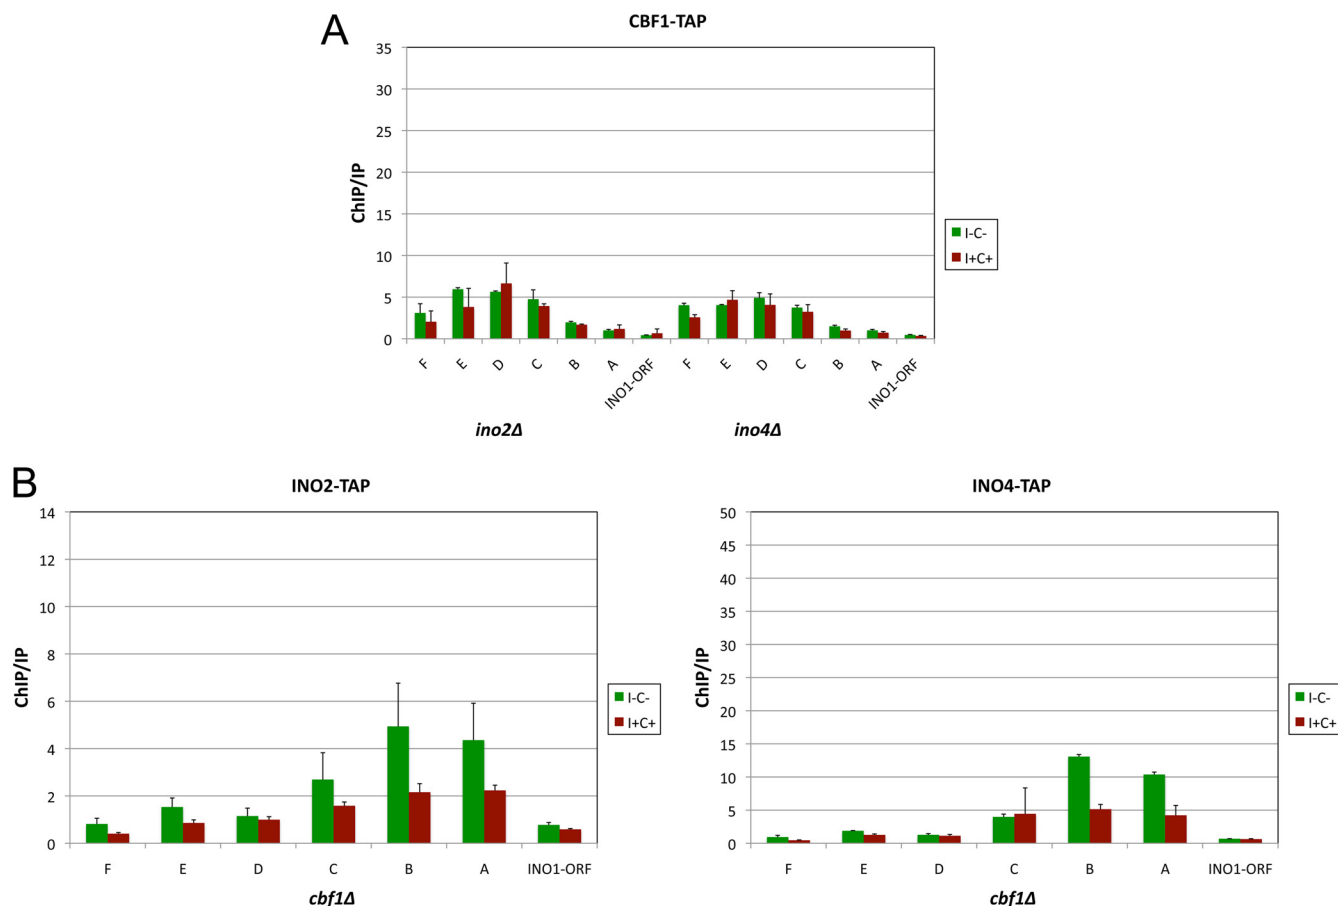 A
CBF1-TAP
35
30
25
20
15
10
5
0
ChIP/IP
I-C-
I+C+
F E D C B A INO1-ORF F E D C B A INO1-ORF
ino2Δ ino4Δ
B
INO2-TAP
14
12
10
8
6
4
2
0
ChIP/IP
I-C-
I+C+
F E D C B A INO1-ORF
cbf1Δ
INO4-TAP
50
45
40
35
30
25
20
15
10
5
0
ChIP/IP
I-C-
I+C+
F E D C B A INO1-ORF
cbf1Δ